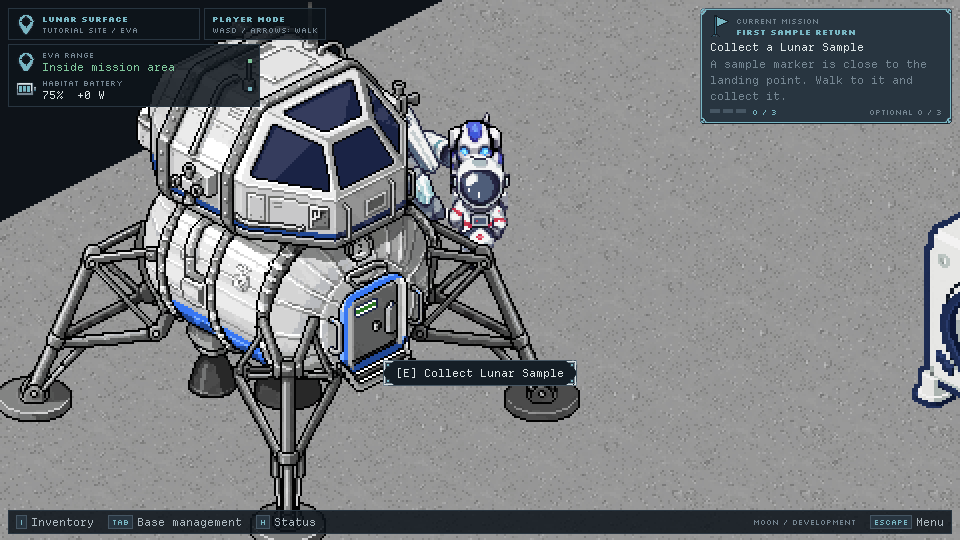 LUNAR SURFACE
TUTORIAL SITE / EVA
PLAYER MODE
WASD / ARROWS: WALK
EVA RANGE
Inside mission area
HABITAT BATTERY
75% +0 W
CURRENT MISSION
FIRST SAMPLE RETURN
Collect a Lunar Sample
A sample marker is close to the
landing point. Walk to it and
collect it.
0 / 3
OPTIONAL 0 / 3
[E] Collect Lunar Sample
I Inventory
TAB Base management
H Status
MOON / DEVELOPMENT
ESCAPE Menu